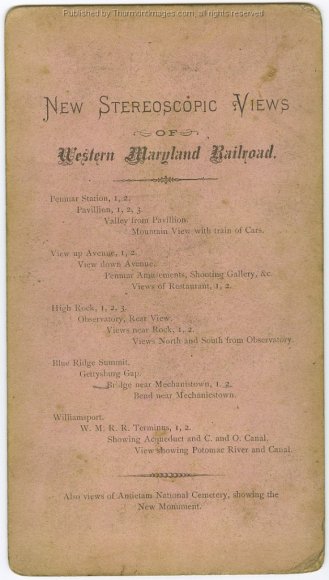 Published by Thurmontimages.com, all rights reserved
NEW STEREOSCOPIC VIEWS
OF
Western Maryland Railroad.
Penmar Station, 1, 2.
Pavillion, 1, 2, 3.
Valley from Pavillion.
Mountain View with train of Cars.
View up Avenue, 1, 2.
View down Avenue.
Penmar Amusements, Shooting Gallery, &c.
Views of Restaurant, 1, 2.
High Rock, 1, 2, 3.
Observatory, Rear View.
Views near Rock, 1, 2.
Views North and South from Observatory
Blue Ridge Summit.
Gettysburg Gap.
Bridge near Mechanistown, 1, 2.
Bend near Mechanicstown.
Williamsport.
W. M. R. R. Terminus, 1, 2.
Showing Acqueduct and C. and O. Canal.
View showing Potomac River and Canal.
Also views of Antietam National Cemetery, showing the
New Monument.